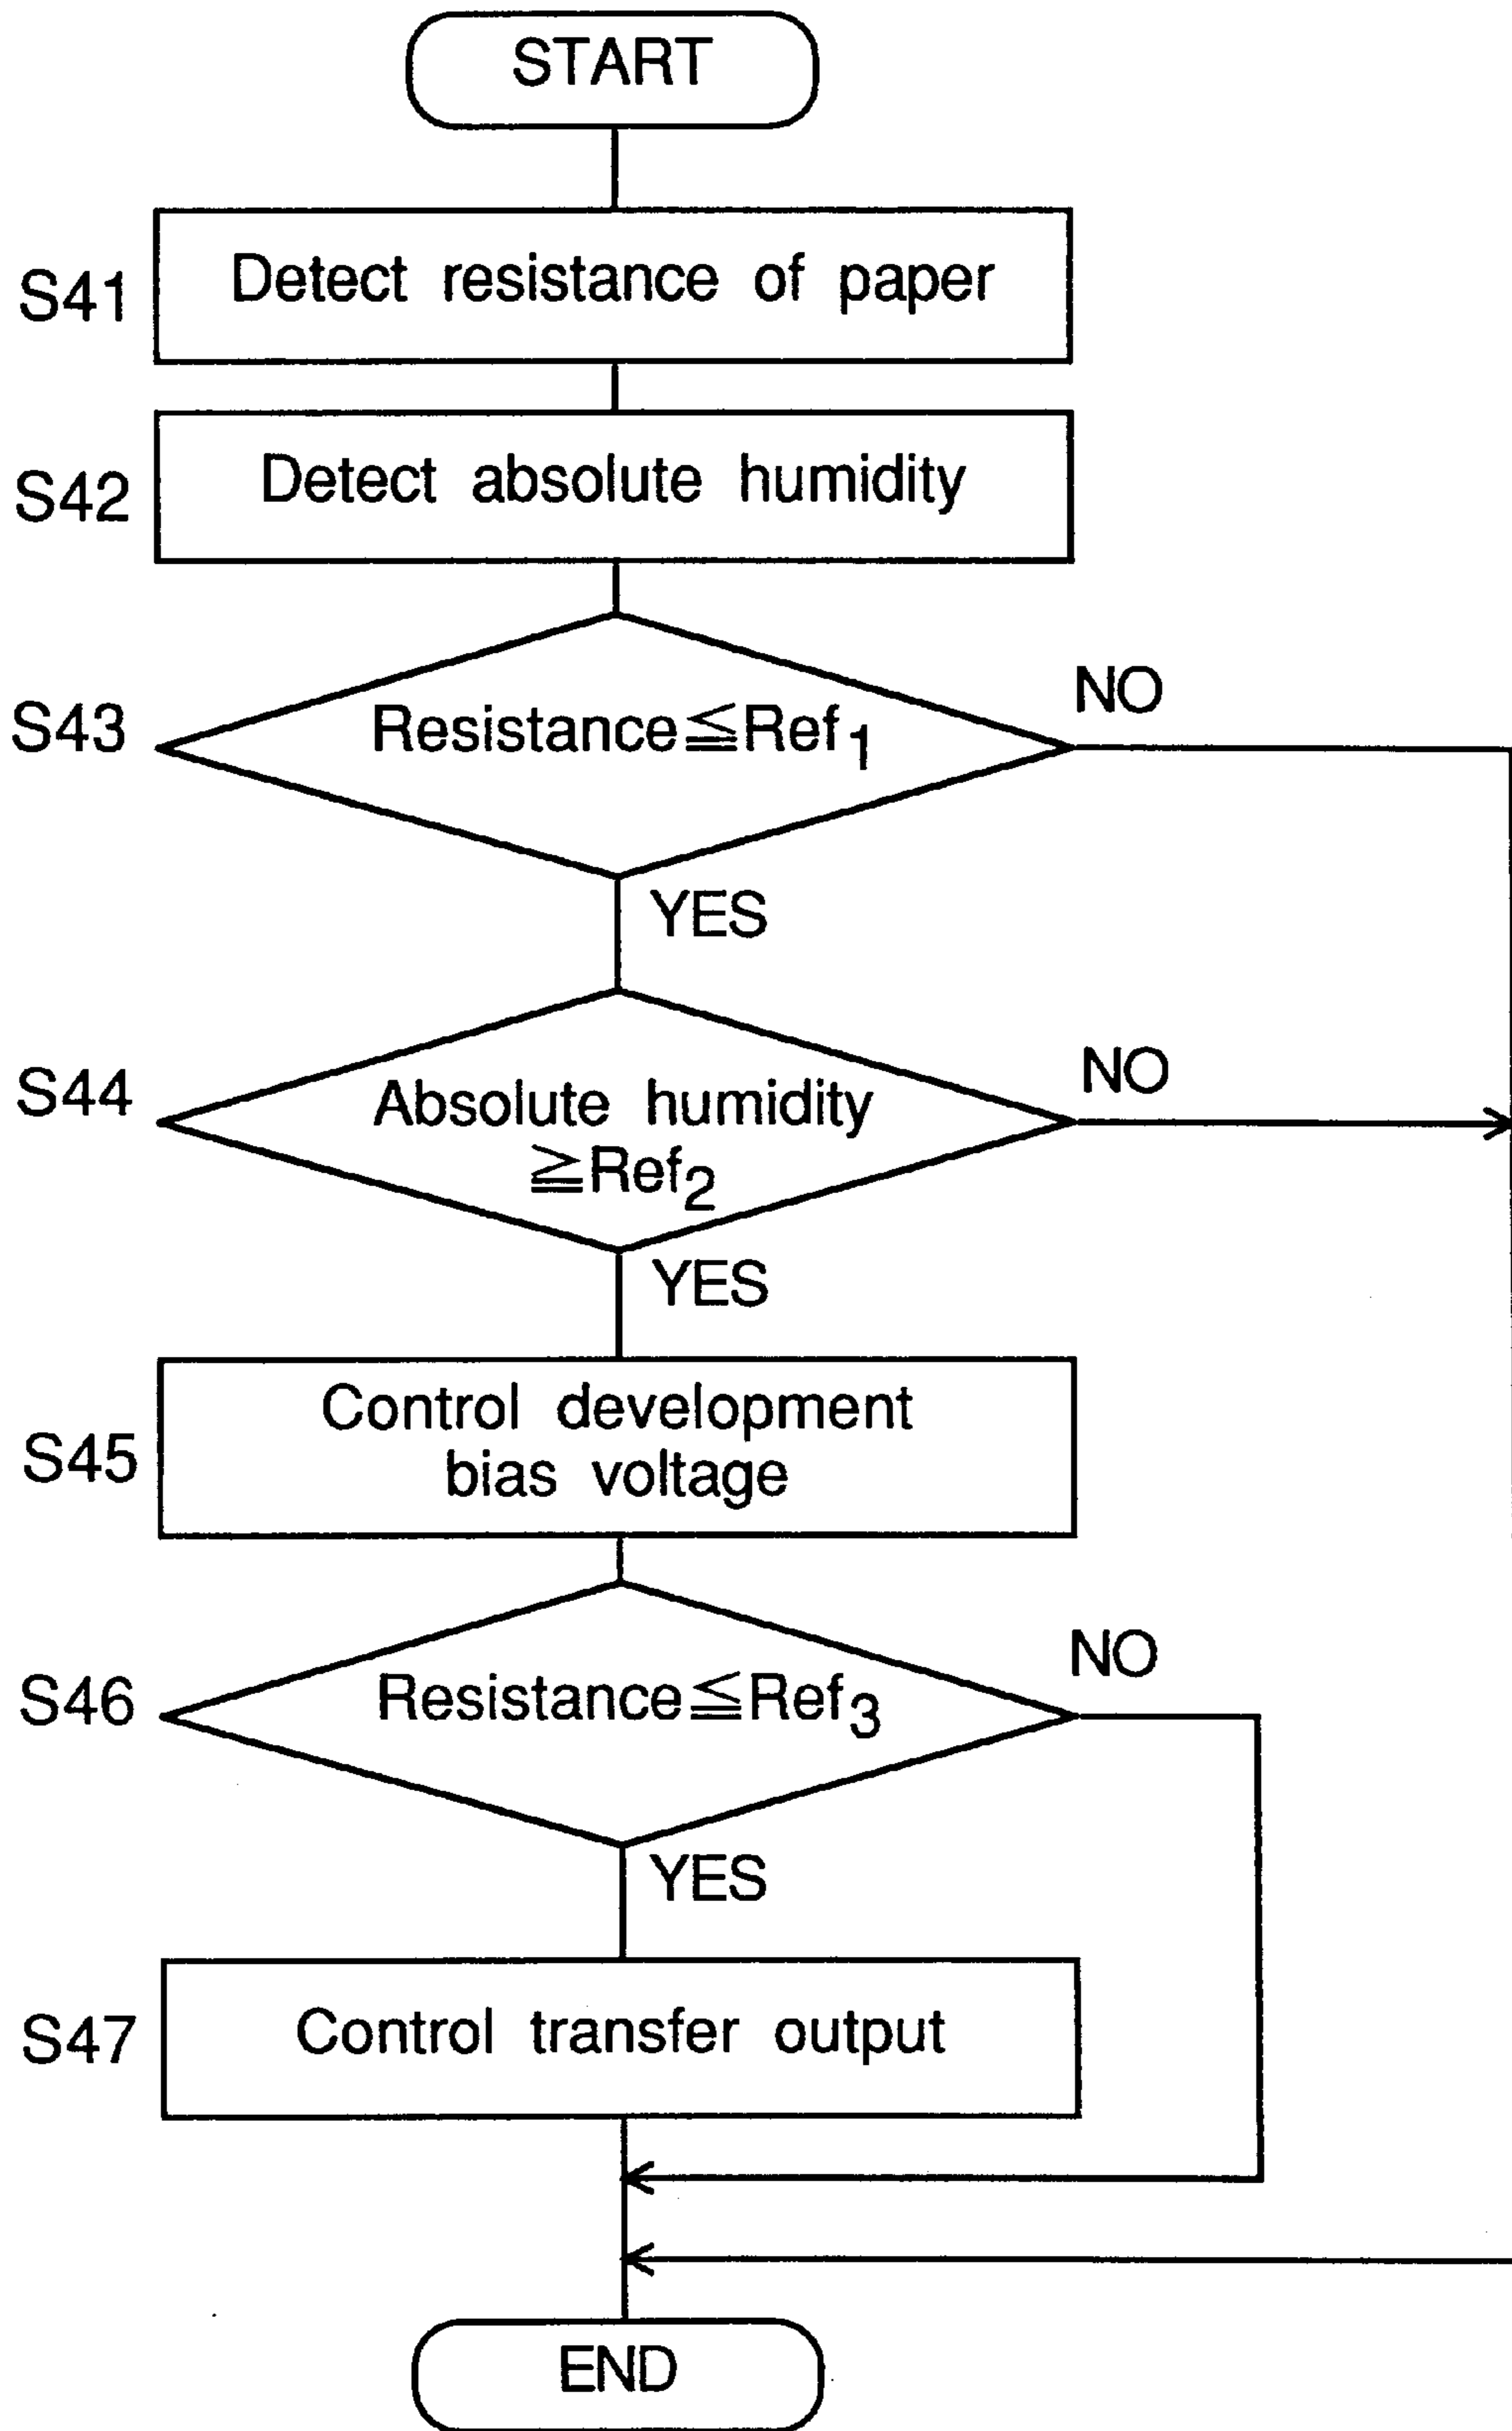 START
S41
Detect resistance of paper
S42
Detect absolute humidity
S43
Resistance≦Ref₁
NO
YES
S44
Absolute humidity
≧Ref₂
NO
YES
S45
Control development
bias voltage
S46
Resistance≦Ref₃
NO
YES
S47
Control transfer output
END